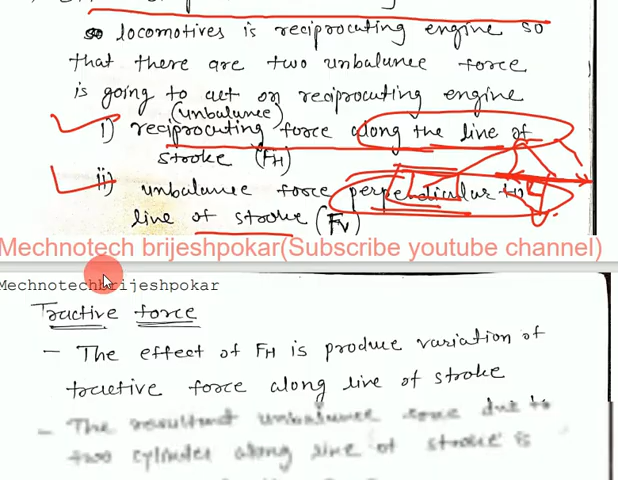 so locomotives is reciprocating engine so
that there are two unbalance force
is going to act on reciprocating engine
(unbalance)
i) reciprocating force along the line of
stroke (FH)
ii) unbalance force perpendicular to
line of stroke (Fv)
Mechnotech brijeshpokar(Subscribe youtube channel)
Mechnotech brijeshpokar
Tractive force
- The effect of FH is produce variation of
tractive force along line of stroke
- The resultant unbalance due to
two cylinder along line of stroke is